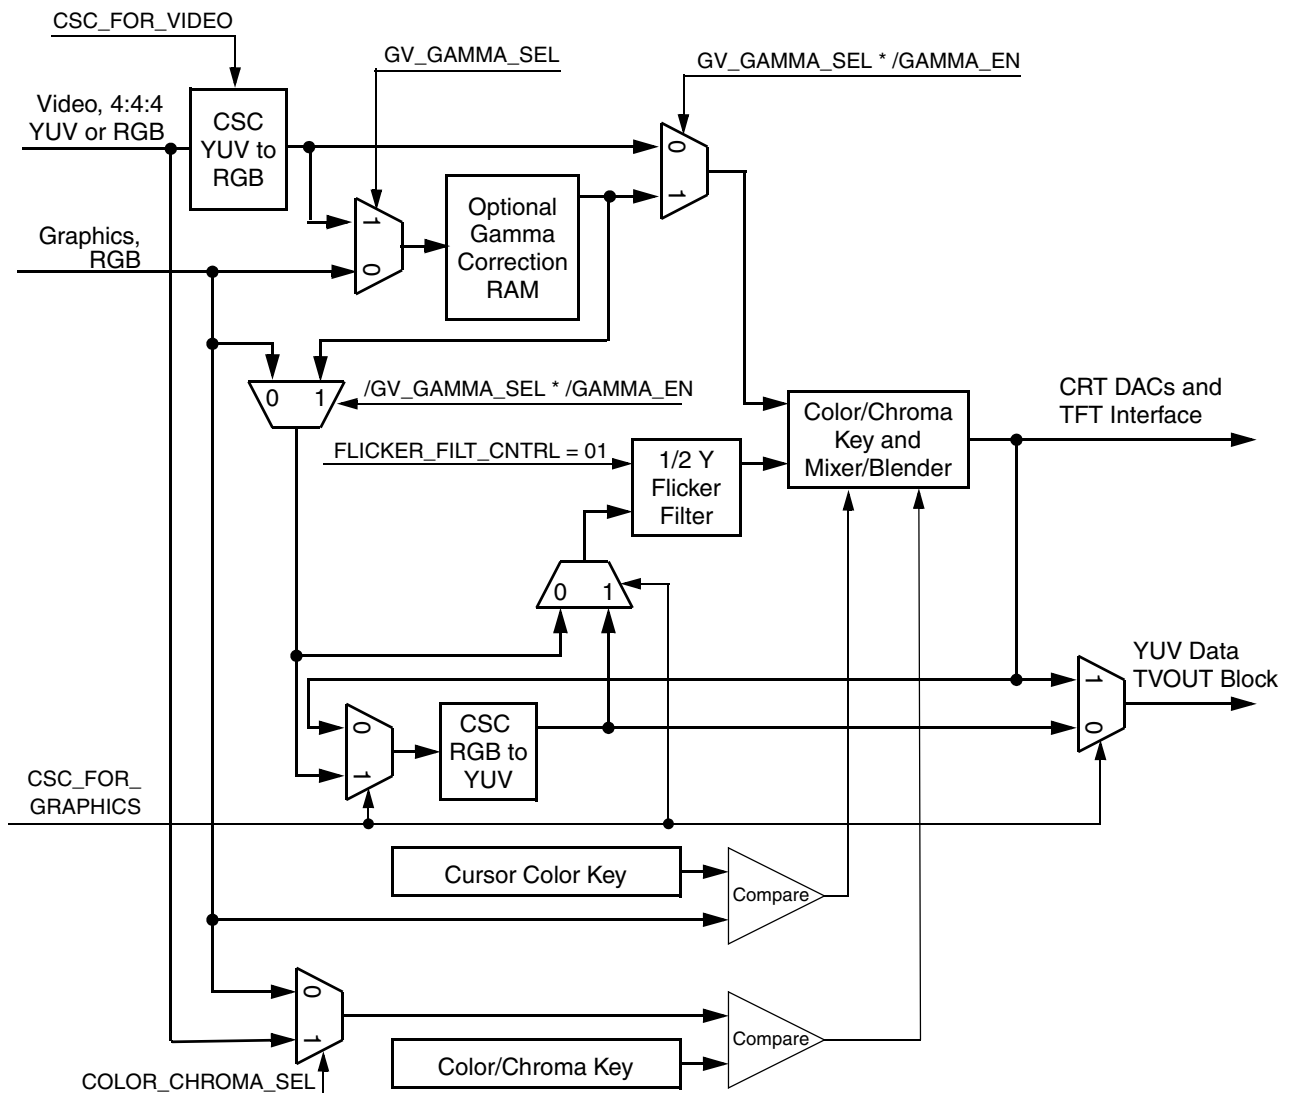 CSC_FOR_VIDEO
GV_GAMMA_SEL
GV_GAMMA_SEL * /GAMMA_EN
Video, 4:4:4
YUV or RGB
CSC
YUV to
RGB
0
1
1
0
Optional
Gamma
Correction
RAM
Graphics,
RGB
0 1
/GV_GAMMA_SEL * /GAMMA_EN
Color/Chroma
Key and
Mixer/Blender
CRT DACs and
TFT Interface
FLICKER_FILT_CNTRL = 01
1/2 Y
Flicker
Filter
0 1
YUV Data
TVOUT Block
1
0
0
1
CSC
RGB to
YUV
CSC_FOR_
GRAPHICS
Cursor Color Key
Compare
0
1
Compare
Color/Chroma Key
COLOR_CHROMA_SEL